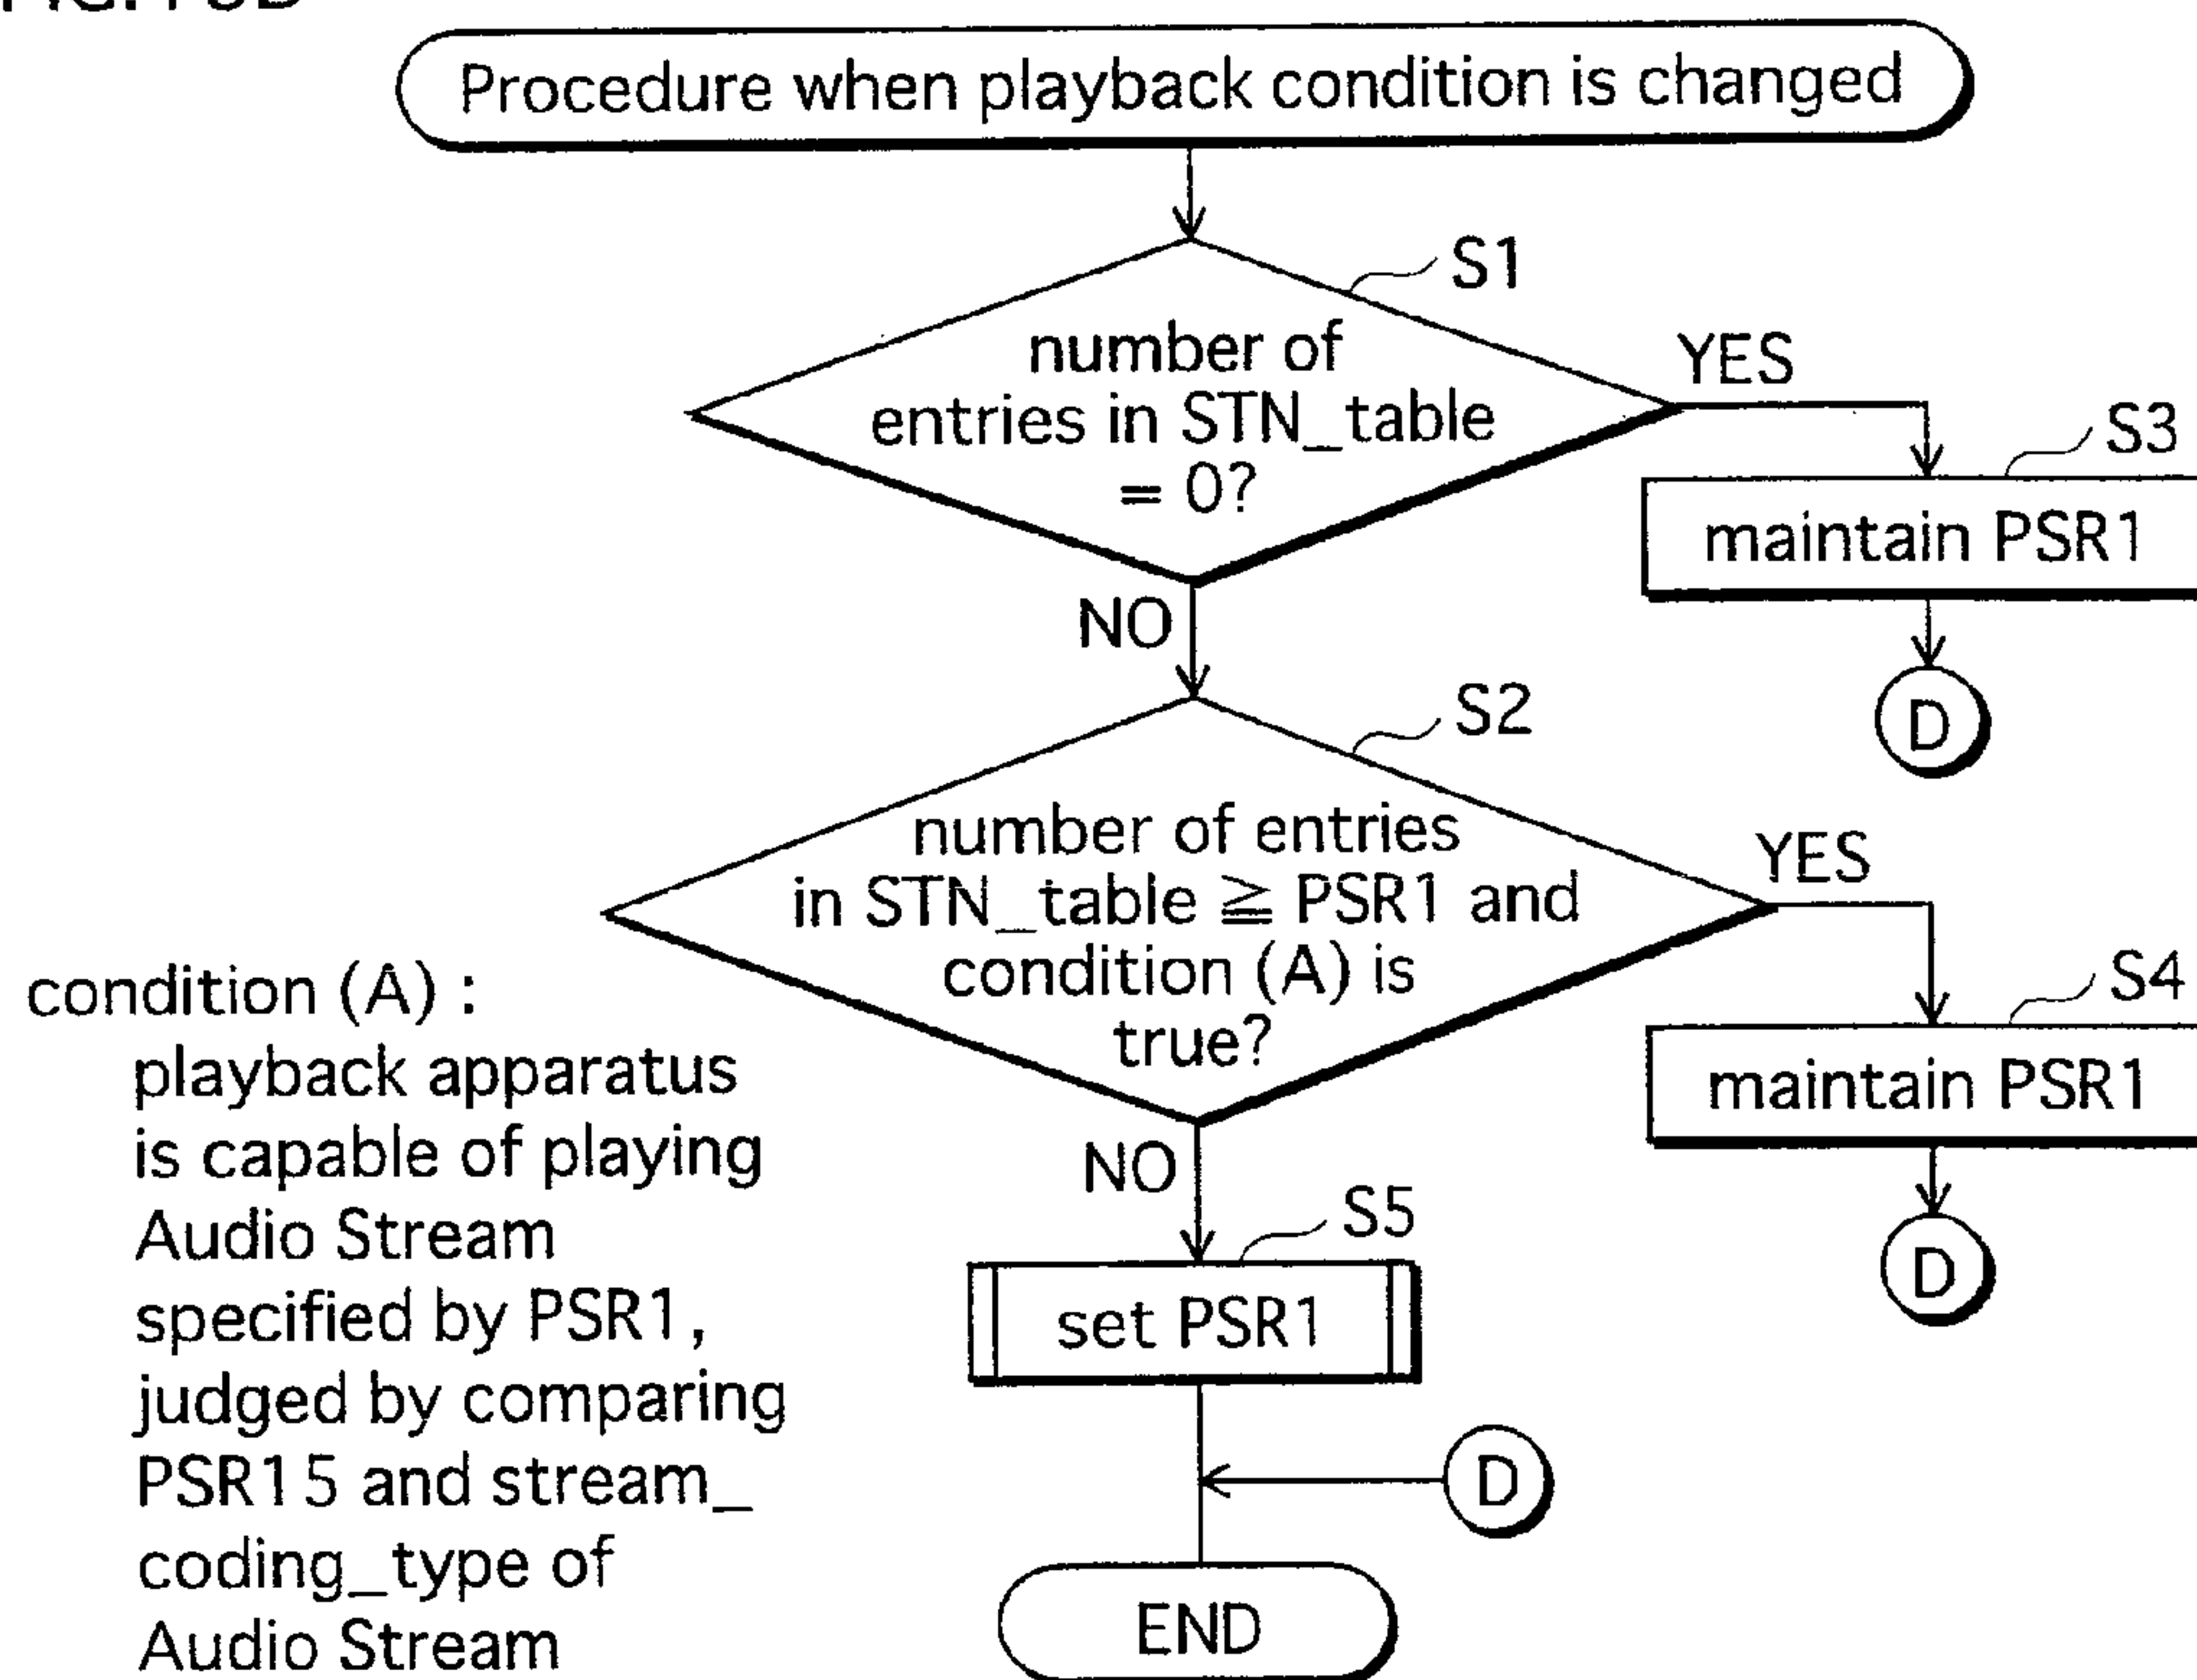 Procedure when playback condition is changed
S1
number of
entries in STN_table
= 0?
YES
S3
maintain PSR1
D
NO
S2
number of entries
in STN_table ≧ PSR1 and
condition (A) is
true?
YES
S4
maintain PSR1
D
NO
S5
set PSR1
D
END
condition (A) :
playback apparatus
is capable of playing
Audio Stream
specified by PSR1,
judged by comparing
PSR15 and stream_
coding_type of
Audio Stream